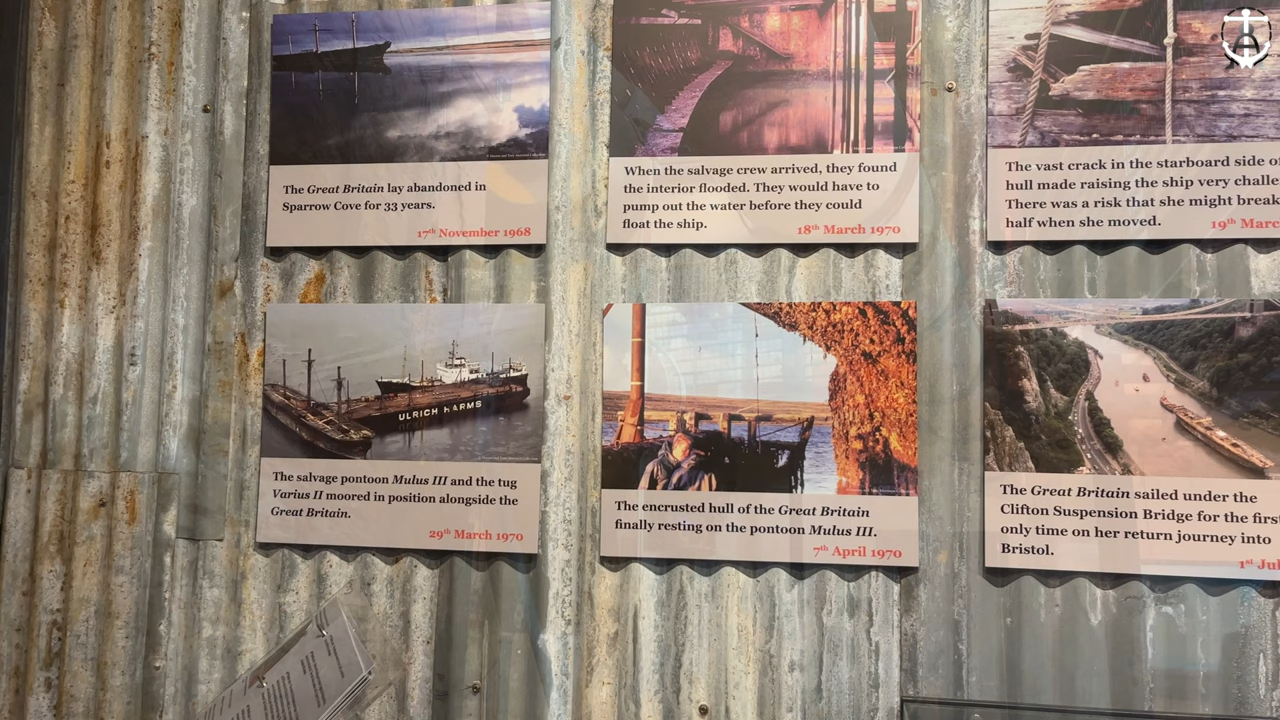 The Great Britain lay abandoned in
Sparrow Cove for 33 years.
17th November 1968
When the salvage crew arrived, they found
the interior flooded. They would have to
pump out the water before they could
float the ship.
18th March 1970
The vast crack in the starboard side of
hull made raising the ship very challe
There was a risk that she might break
half when she moved.
19th Marc
ULRICH HARMS
The salvage pontoon Mulus III and the tug
Varius II moored in position alongside the
Great Britain.
29th March 1970
The encrusted hull of the Great Britain
finally resting on the pontoon Mulus III.
7th April 1970
The Great Britain sailed under the
Clifton Suspension Bridge for the firs
only time on her return journey into
Bristol.
1st Jul